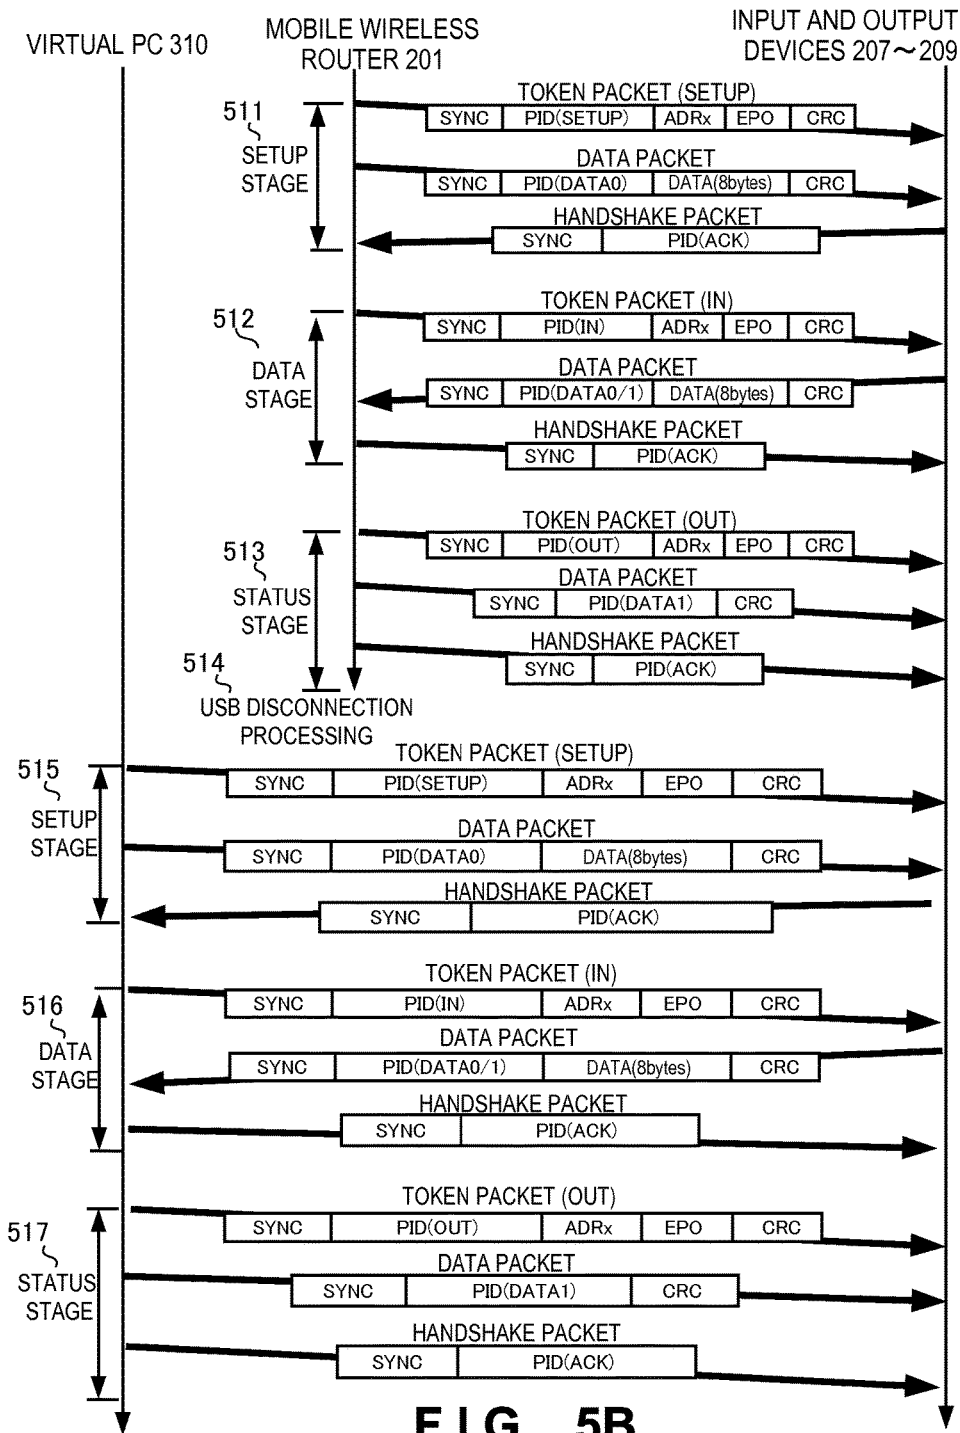 VIRTUAL PC 310
MOBILE WIRELESS
ROUTER 201
INPUT AND OUTPUT
DEVICES 207～209
511
SETUP
STAGE
TOKEN PACKET (SETUP)
SYNC PID(SETUP) ADRx EPO CRC
DATA PACKET
SYNC PID(DATA0) DATA(8bytes) CRC
HANDSHAKE PACKET
SYNC PID(ACK)
512
DATA
STAGE
TOKEN PACKET (IN)
SYNC PID(IN) ADRx EPO CRC
DATA PACKET
SYNC PID(DATA0/1) DATA(8bytes) CRC
HANDSHAKE PACKET
SYNC PID(ACK)
513
STATUS
STAGE
TOKEN PACKET (OUT)
SYNC PID(OUT) ADRx EPO CRC
DATA PACKET
SYNC PID(DATA1) CRC
HANDSHAKE PACKET
SYNC PID(ACK)
514
USB DISCONNECTION
PROCESSING
515
SETUP
STAGE
TOKEN PACKET (SETUP)
SYNC PID(SETUP) ADRx EPO CRC
DATA PACKET
SYNC PID(DATA0) DATA(8bytes) CRC
HANDSHAKE PACKET
SYNC PID(ACK)
516
DATA
STAGE
TOKEN PACKET (IN)
SYNC PID(IN) ADRx EPO CRC
DATA PACKET
SYNC PID(DATA0/1) DATA(8bytes) CRC
HANDSHAKE PACKET
SYNC PID(ACK)
517
STATUS
STAGE
TOKEN PACKET (OUT)
SYNC PID(OUT) ADRx EPO CRC
DATA PACKET
SYNC PID(DATA1) CRC
HANDSHAKE PACKET
SYNC PID(ACK)
FIG. 5B